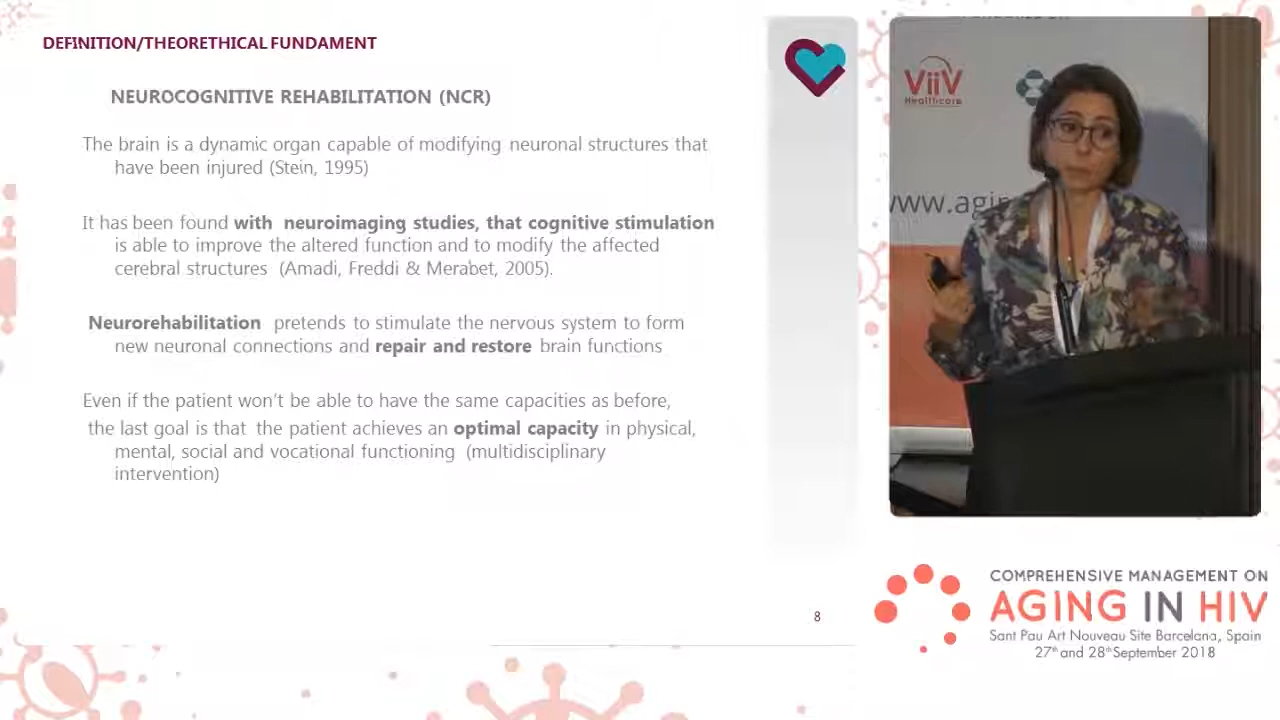 DEFINITION/THEORETHICAL FUNDAMENT
NEUROCOGNITIVE REHABILITATION (NCR)
The brain is a dynamic organ capable of modifying neuronal structures that
have been injured (Stein, 1995)
It has been found with neuroimaging studies, that cognitive stimulation
is able to improve the altered function and to modify the affected
cerebral structures (Amadi, Freddi & Merabet, 2005).
Neurorehabilitation pretends to stimulate the nervous system to form
new neuronal connections and repair and restore brain functions
Even if the patient won't be able to have the same capacities as before,
the last goal is that the patient achieves an optimal capacity in physical,
mental, social and vocational functioning (multidisciplinary
intervention)
8
ViiV
Healthcare
www.agin
COMPREHENSIVE MANAGEMENT ON
AGING IN HIV
Sant Pau Art Nouveau Site Barcelana, Spain
27th and 28th September 2018